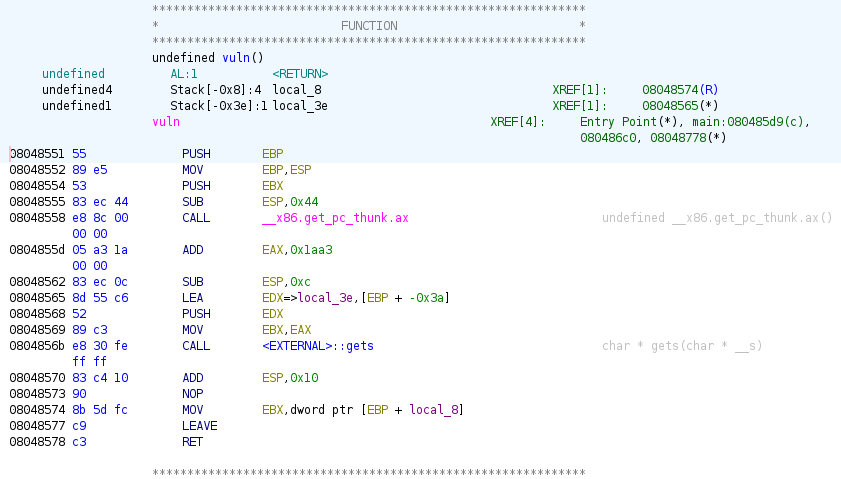 **************************************************************
* FUNCTION *
**************************************************************
undefined vuln()
undefined AL:1 <RETURN>
undefined4 Stack[-0x8]:4 local_8 XREF[1]: 08048574(R)
undefined1 Stack[-0x3e]:1 local_3e XREF[1]: 08048565(*)
vuln XREF[4]: Entry Point(*), main:080485d9(c),
080486c0, 08048778(*)
08048551 55 PUSH EBP
08048552 89 e5 MOV EBP,ESP
08048554 53 PUSH EBX
08048555 83 ec 44 SUB ESP,0x44
08048558 e8 8c 00 CALL __x86.get_pc_thunk.ax undefined __x86.get_pc_thunk.ax()
00 00
0804855d 05 a3 1a ADD EAX,0x1aa3
00 00
08048562 83 ec 0c SUB ESP,0xc
08048565 8d 55 c6 LEA EDX=>local_3e,[EBP + -0x3a]
08048568 52 PUSH EDX
08048569 89 c3 MOV EBX,EAX
0804856b e8 30 fe CALL <EXTERNAL>::gets char * gets(char * __s)
ff ff
08048570 83 c4 10 ADD ESP,0x10
08048573 90 NOP
08048574 8b 5d fc MOV EBX,dword ptr [EBP + local_8]
08048577 c9 LEAVE
08048578 c3 RET
**************************************************************